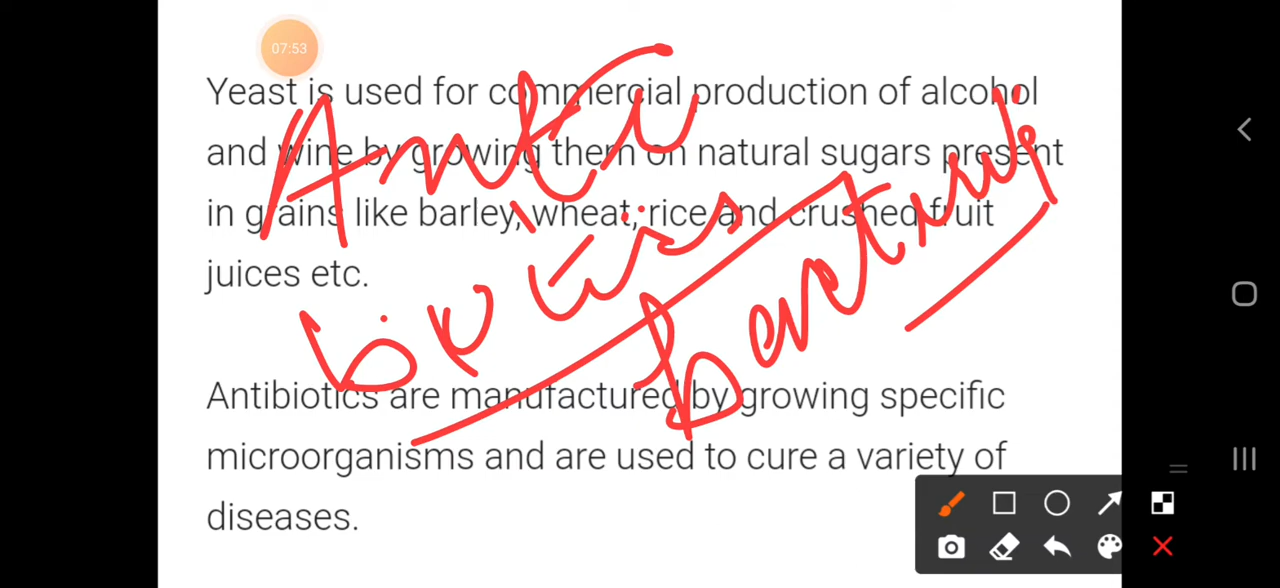 07:53
Yeast is used for commercial production of alcohol
and wine by growing them on natural sugars present
in grains like barley, wheat, rice and crushed fruit
juices etc.
Anti
biotics
Antibiotics are manufactured by growing specific
microorganisms and are used to cure a variety of
diseases.